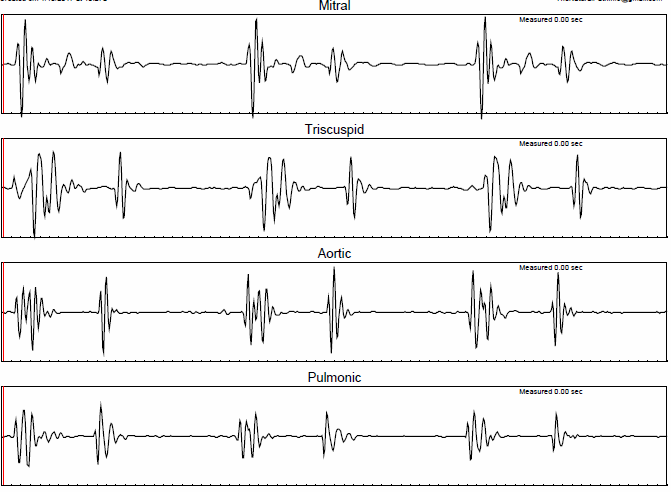 Mitral
Measured 0.00 sec
Triscuspid
Measured 0.00 sec
Aortic
Measured 0.00 sec
Pulmonic
Measured 0.00 sec